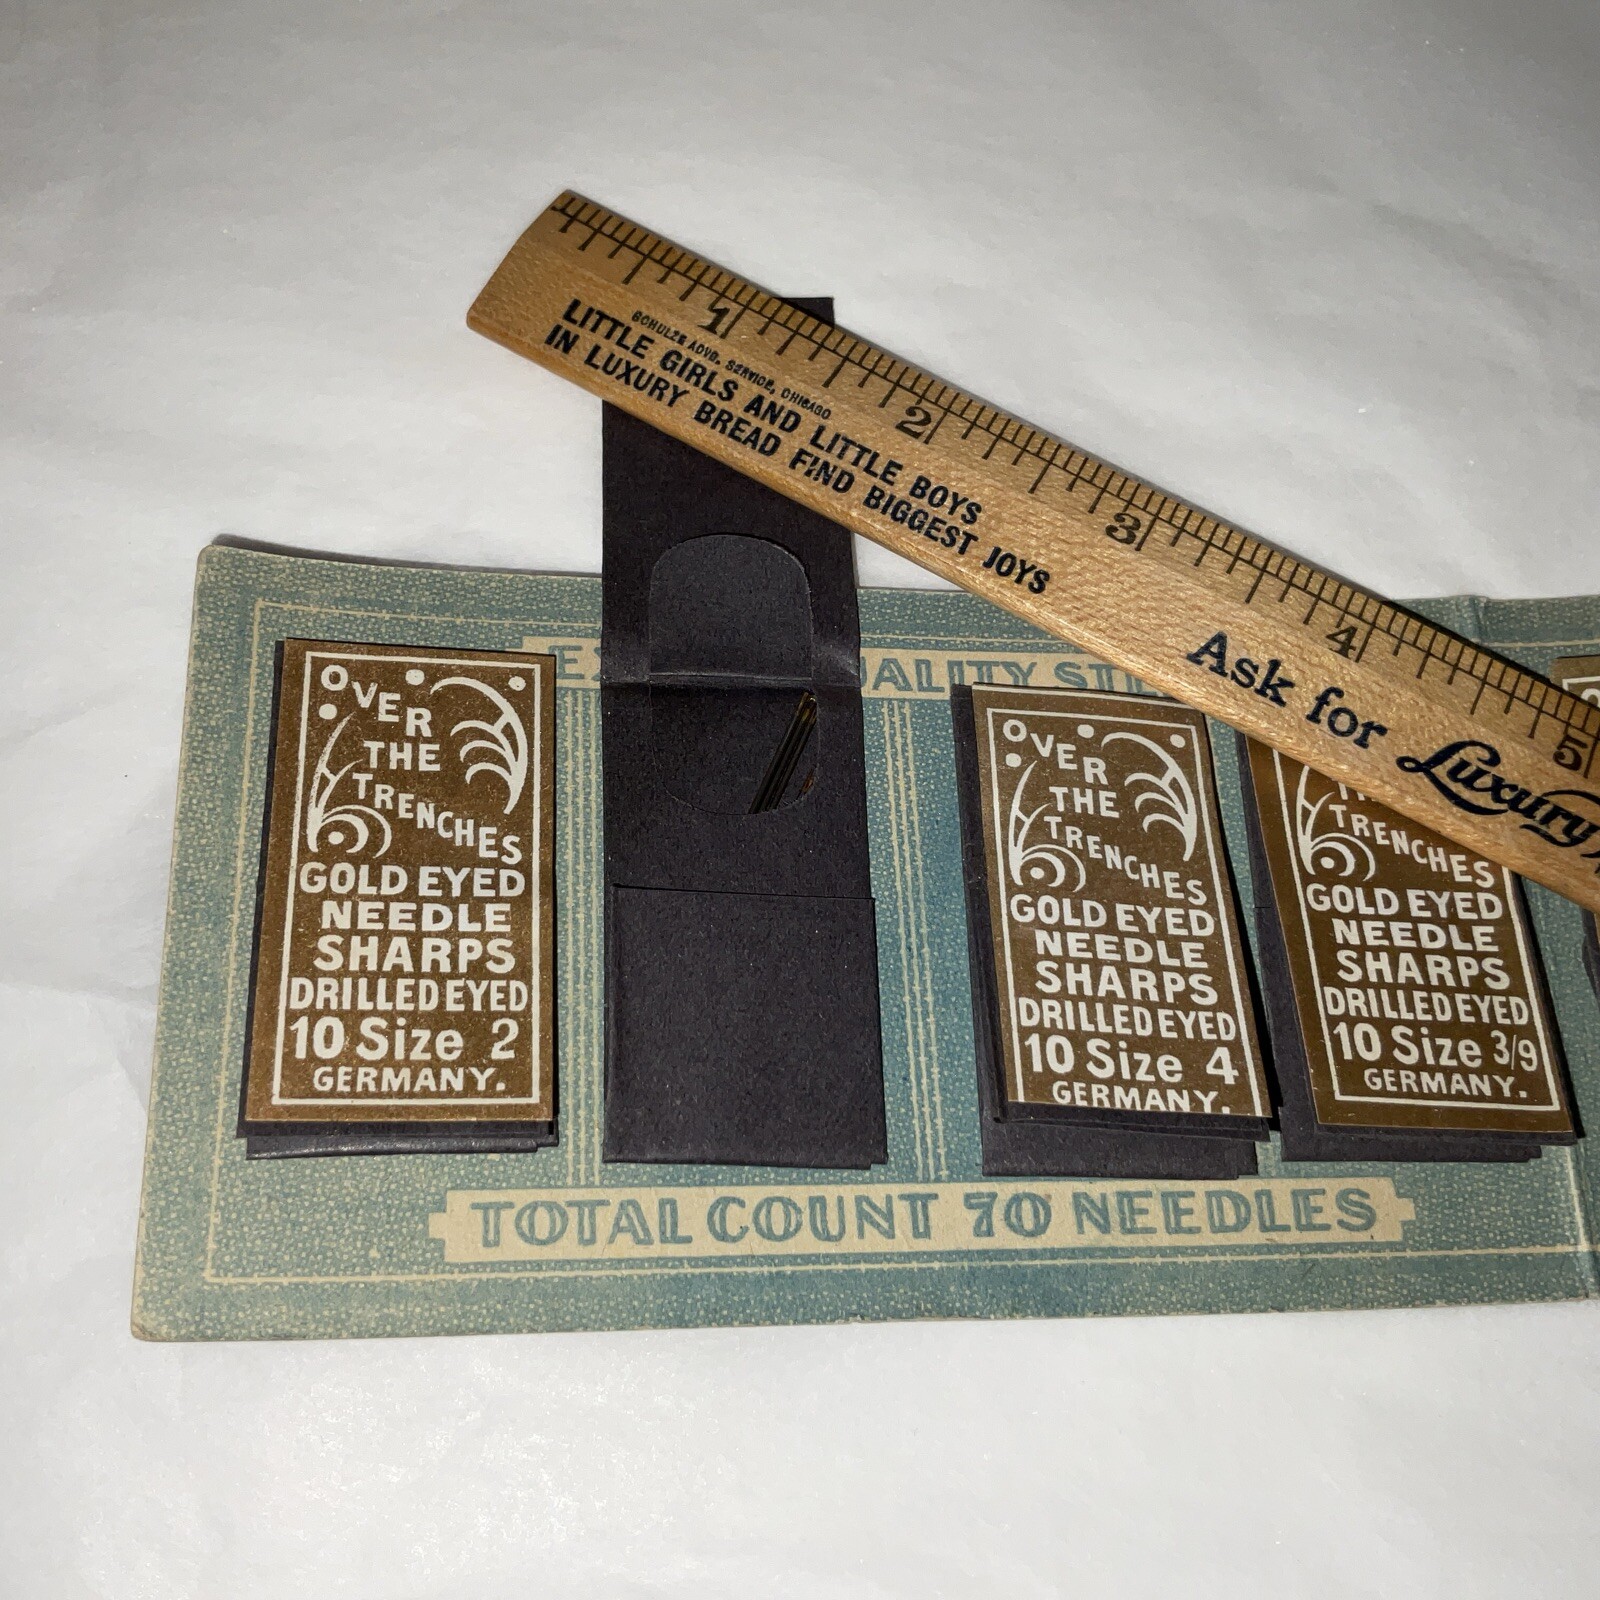 1
2
3
4
5
SCHULZE ADVB. SERVICE, CHICAGO
LITTLE GIRLS AND LITTLE BOYS
IN LUXURY BREAD FIND BIGGEST JOYS
Ask for Luxury
OVER
THE
TRENCHES
GOLD EYED
NEEDLE
SHARPS
DRILLED EYED
10 Size 2
GERMANY.
OVER
THE
TRENCHES
GOLD EYED
NEEDLE
SHARPS
DRILLED EYED
10 Size 4
GERMANY.
TRENCHES
GOLD EYED
NEEDLE
SHARPS
DRILLED EYED
10 Size 3/9
GERMANY.
TOTAL COUNT 70 NEEDLES